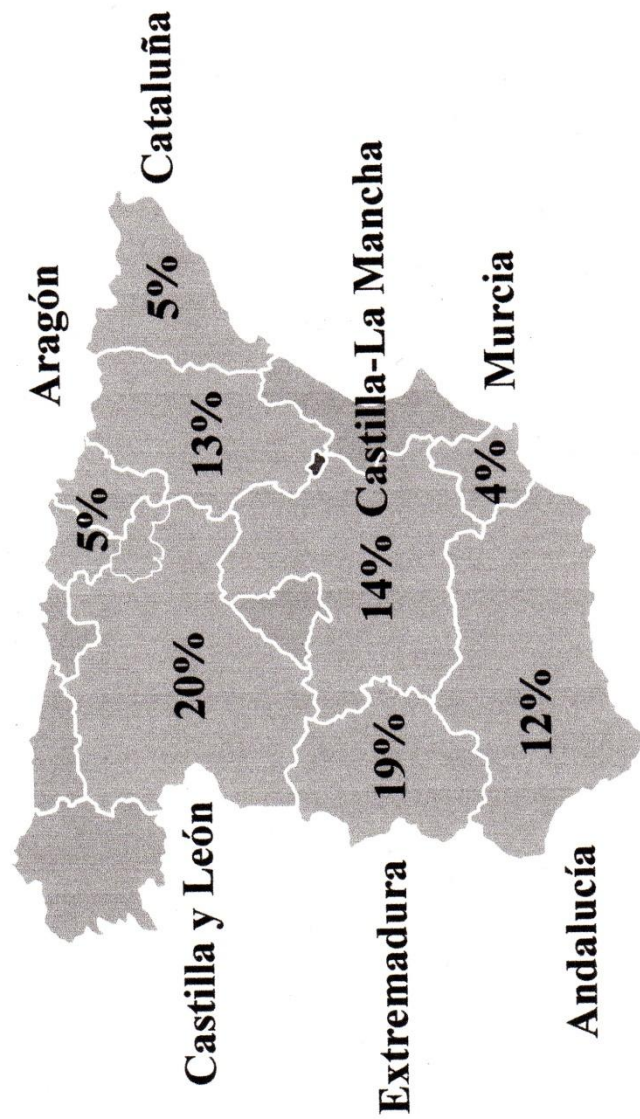 Aragón
Cataluña
5%
5%
13%
Castilla y León
20%
14% Castilla-La Mancha
Extremadura
19%
4%
Murcia
12%
Andalucía